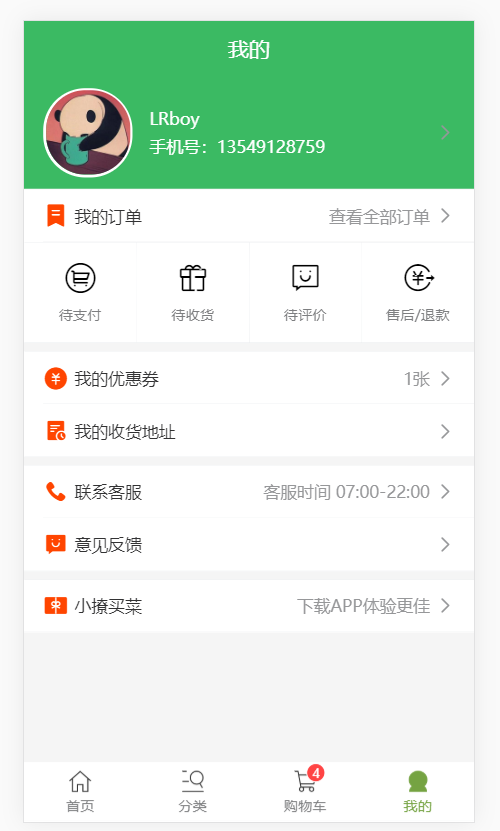 我的
LRboy
手机号：13549128759
我的订单 查看全部订单
待支付 待收货 待评价 售后/退款
我的优惠券 1张
我的收货地址
联系客服 客服时间 07:00-22:00
意见反馈
小撩买菜 下载APP体验更佳
4
首页 分类 购物车 我的